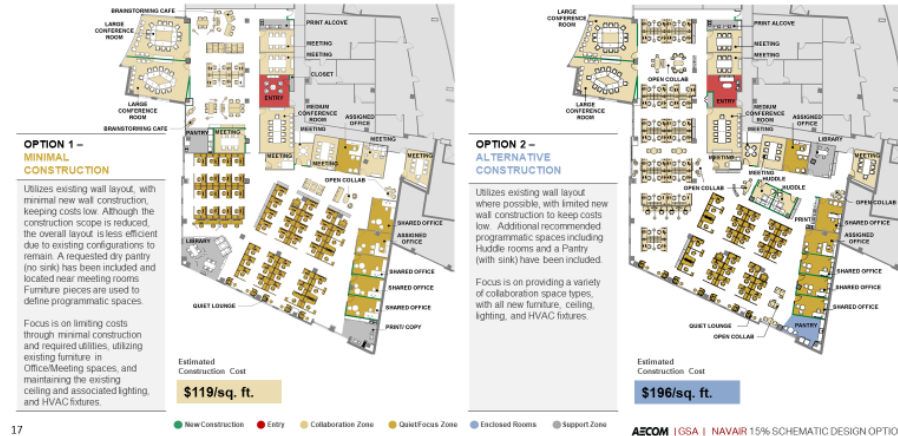 BRAINSTORMING CAFE
LARGE
CONFERENCE
ROOM
PRINT ALCOVE
MEETING
MEETING
CLOSET
ENTRY
LARGE
CONFERENCE
ROOM
MEDIUM
CONFERENCE
ROOM
ASSIGNED
OFFICE
BRAINSTORMING CAFE
PANTRY
MEETING
MEETING
MEETING
MEETING
MEETING
MEETING
OPEN COLLAB
SHARED OFFICE
ASSIGNED
OFFICE
LIBRARY
SHARED OFFICE
SHARED OFFICE
QUIET LOUNGE
PRINT/ COPY
OPTION 1 –
MINIMAL
CONSTRUCTION
Utilizes existing wall layout, with
minimal new wall construction,
keeping costs low. Although the
construction scope is reduced,
the overall layout is less efficient
due to existing configurations to
remain. A requested dry pantry
(no sink) has been included and
located near meeting rooms
Furniture pieces are used to
define programmatic spaces.
Focus is on limiting costs
through minimal construction
and required utilities, utilizing
existing furniture in
Office/Meeting spaces, and
maintaining the existing
ceiling and associated lighting,
and HVAC fixtures.
Estimated
Construction Cost
$119/sq. ft.
LARGE
CONFERENCE
ROOM
PRINT ALCOVE
MEETING
MEETING
OPEN COLLAB
ENTRY
LARGE
CONFERENCE
ROOM
MEDIUM
CONFERENCE
ROOM
ASSIGNED
OFFICE
MEETING
LIBRARY
MEETING
MEETING
MEETING
HUDDLE
HUDDLE
OPEN COLLAB
OPEN COLLAB
PRINT
SHARED OFFICE
ASSIGNED
OFFICE
SHARED OFFICE
SHARED OFFICE
QUIET LOUNGE
PANTRY
OPEN COLLAB
OPTION 2 –
ALTERNATIVE
CONSTRUCTION
Utilizes existing wall layout
where possible, with limited new
wall construction to keep costs
low. Additional recommended
programmatic spaces including
Huddle rooms and a Pantry
(with sink) have been included.
Focus is on providing a variety
of collaboration space types,
with all new furniture, ceiling,
lighting, and HVAC fixtures.
Estimated
Construction Cost
$196/sq. ft.
17
New Construction
Entry
Collaboration Zone
Quiet/Focus Zone
Enclosed Rooms
Support Zone
AECOM | GSA | NAVAIR 15% SCHEMATIC DESIGN OPTIO